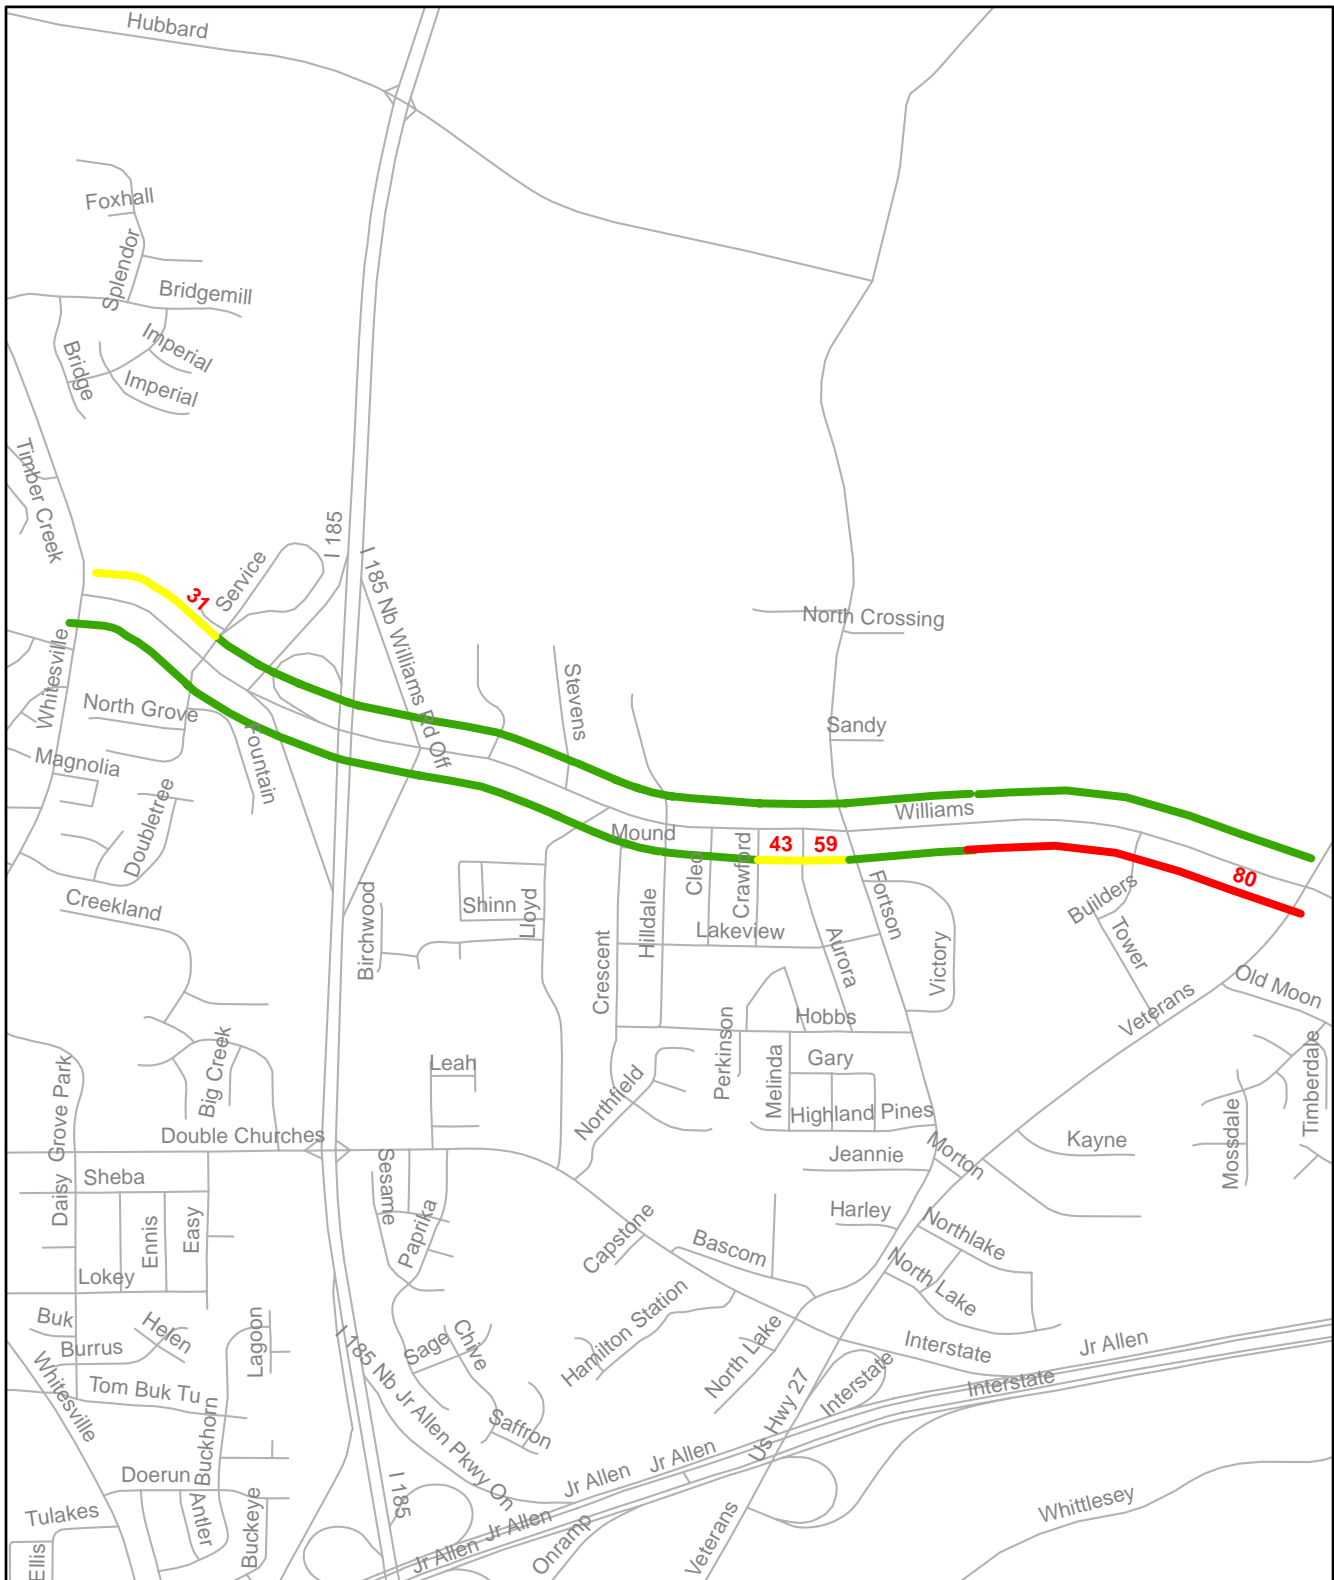 Hubbard
Foxhall
Splendor
Bridgemill
Imperial
Bridge
Imperial
Timber Creek
I 185
Service
31
I 185 Nb Williams Rd Off
North Crossing
Whitesville
Stevens
North Grove
Fountain
Sandy
Magnolia
Doubletree
Williams
Mound
43
59
Cleo
Crawford
80
Creekland
Shinn
Lloyd
Birchwood
Hilldale
Lakeview
Fortson
Builders
Tower
Crescent
Aurora
Victory
Veterans
Old Moon
Hobbs
Perkinson
Big Creek
Leah
Northfield
Melinda
Gary
Highland Pines
Timberdale
Grove Park
Double Churches
Jeannie
Morton
Kayne
Mossdale
Daisy
Sheba
Sesame
Ennis
Easy
Paprika
Capstone
Bascom
Harley
Northlake
North Lake
Lokey
Buk
Helen
Burrus
Lagoon
Hamilton Station
North Lake
Interstate
Jr Allen
Whitesville
Tom Buk Tu
Sage
Chive
I 185 Nb Jr Allen Pkwy On
Interstate
Interstate
Saffron
Buckhorn
Us Hwy 27
Jr Allen
Jr Allen
Doerun
I 185
Tulakes
Antler
Buckeye
Jr Allen
Jr Allen
Onramp
Veterans
Whittlesey
Ellis